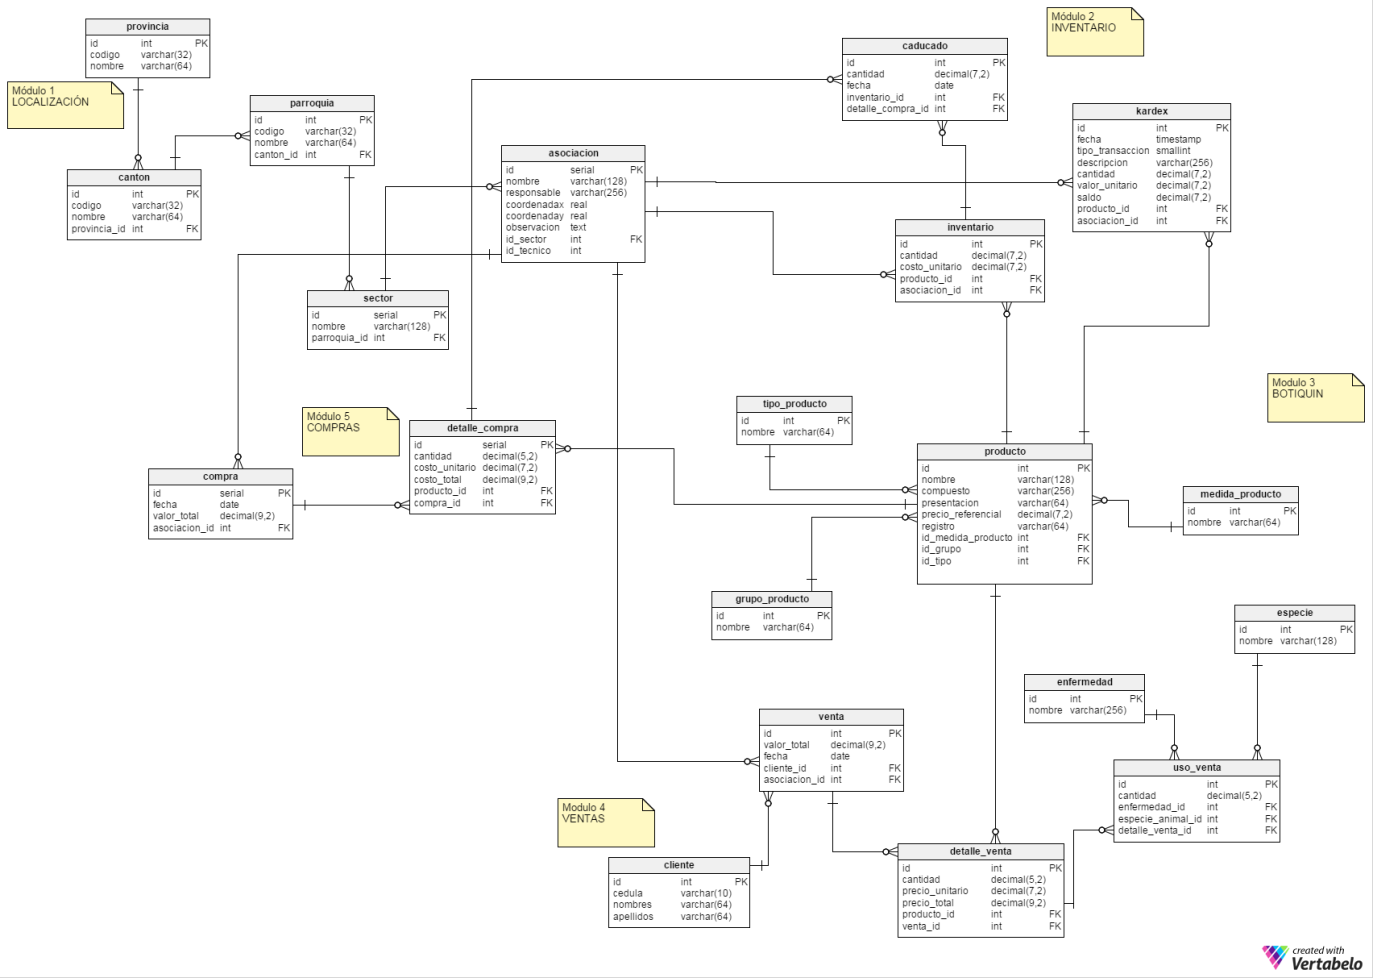 provincia
id int PK
codigo varchar(32)
nombre varchar(64)
Módulo 1
LOCALIZACIÓN
parroquia
id int PK
codigo varchar(32)
nombre varchar(64)
canton_id int FK
canton
id int PK
codigo varchar(32)
nombre varchar(64)
provincia_id int FK
asociacion
id serial PK
nombre varchar(128)
responsable varchar(256)
coordenadax real
coordenaday real
observacion text
id_sector int FK
id_tecnico int
sector
id serial PK
nombre varchar(128)
parroquia_id int FK
Módulo 2
INVENTARIO
caducado
id int PK
cantidad decimal(7,2)
fecha date
inventario_id int FK
detalle_compra_id int FK
kardex
id int PK
fecha timestamp
tipo_transaccion smallint
descripcion varchar(256)
cantidad decimal(7,2)
valor_unitario decimal(7,2)
saldo decimal(7,2)
producto_id int FK
asociacion_id int FK
inventario
id int PK
cantidad decimal(7,2)
costo_unitario decimal(7,2)
producto_id int FK
asociacion_id int FK
Modulo 3
BOTIQUIN
Módulo 5
COMPRAS
detalle_compra
id serial PK
cantidad decimal(5,2)
costo_unitario decimal(7,2)
costo_total decimal(9,2)
producto_id int FK
compra_id int FK
compra
id serial PK
fecha date
valor_total decimal(9,2)
asociacion_id int FK
tipo_producto
id int PK
nombre varchar(64)
producto
id int PK
nombre varchar(128)
compuesto varchar(256)
presentacion varchar(64)
precio_referencial decimal(7,2)
registro varchar(64)
id_medida_producto int FK
id_grupo int FK
id_tipo int FK
medida_producto
id int PK
nombre varchar(64)
grupo_producto
id int PK
nombre varchar(64)
especie
id int PK
nombre varchar(128)
enfermedad
id int PK
nombre varchar(256)
venta
id int PK
valor_total decimal(9,2)
fecha date
cliente_id int FK
asociacion_id int FK
uso_venta
id int PK
cantidad decimal(5,2)
enfermedad_id int FK
especie_animal_id int FK
detalle_venta_id int FK
Modulo 4
VENTAS
cliente
id int PK
cedula varchar(10)
nombres varchar(64)
apellidos varchar(64)
detalle_venta
id int PK
cantidad decimal(5,2)
precio_unitario decimal(7,2)
precio_total decimal(9,2)
producto_id int FK
venta_id int FK
created with
Vertabelo